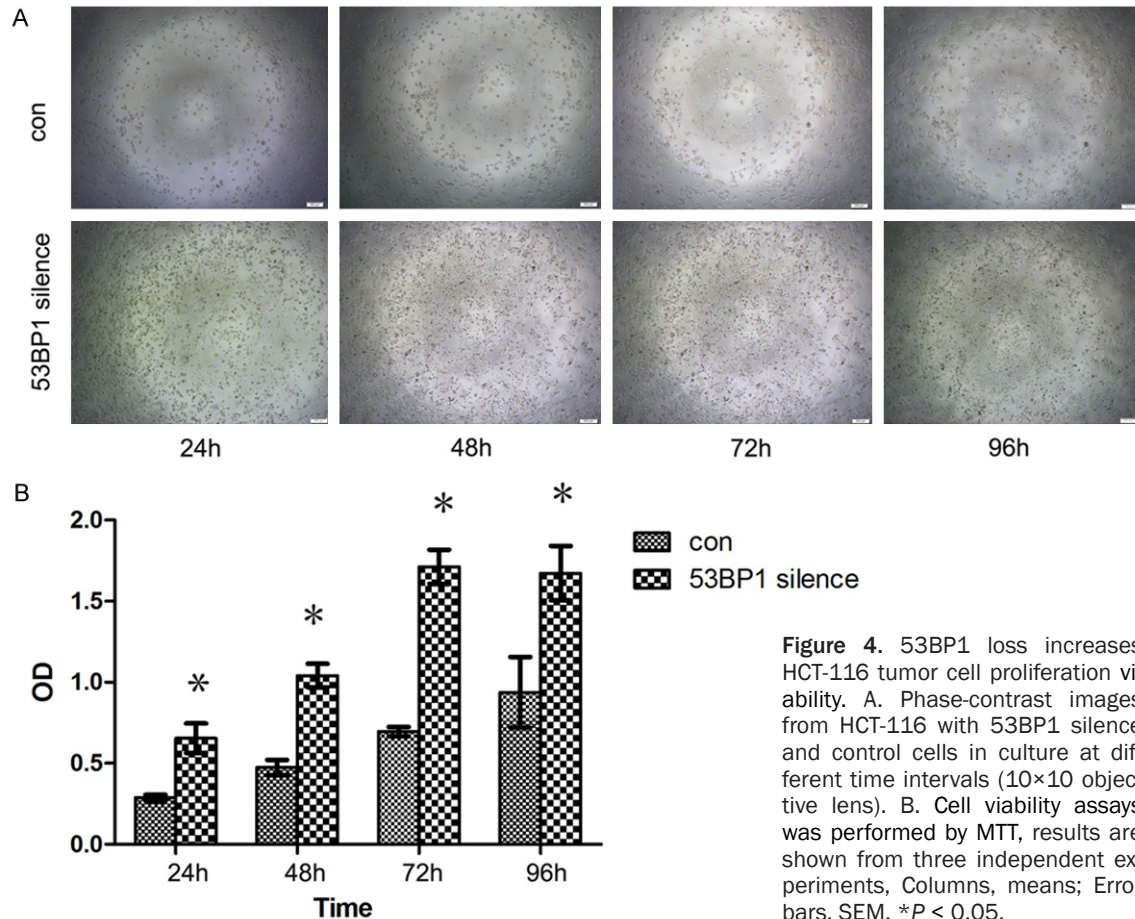 A
con
53BP1 silence
24h 48h 72h 96h
B
2.0
1.5
1.0
0.5
0.0
OD
* * * *
24h 48h 72h 96h
Time
con
53BP1 silence
Figure 4. 53BP1 loss increases
HCT-116 tumor cell proliferation vi
ability. A. Phase-contrast images
from HCT-116 with 53BP1 silence
and control cells in culture at dif
ferent time intervals (10×10 objec
tive lens). B. Cell viability assays
was performed by MTT, results are
shown from three independent ex
periments, Columns, means; Erro
bars, SEM. *P < 0.05.